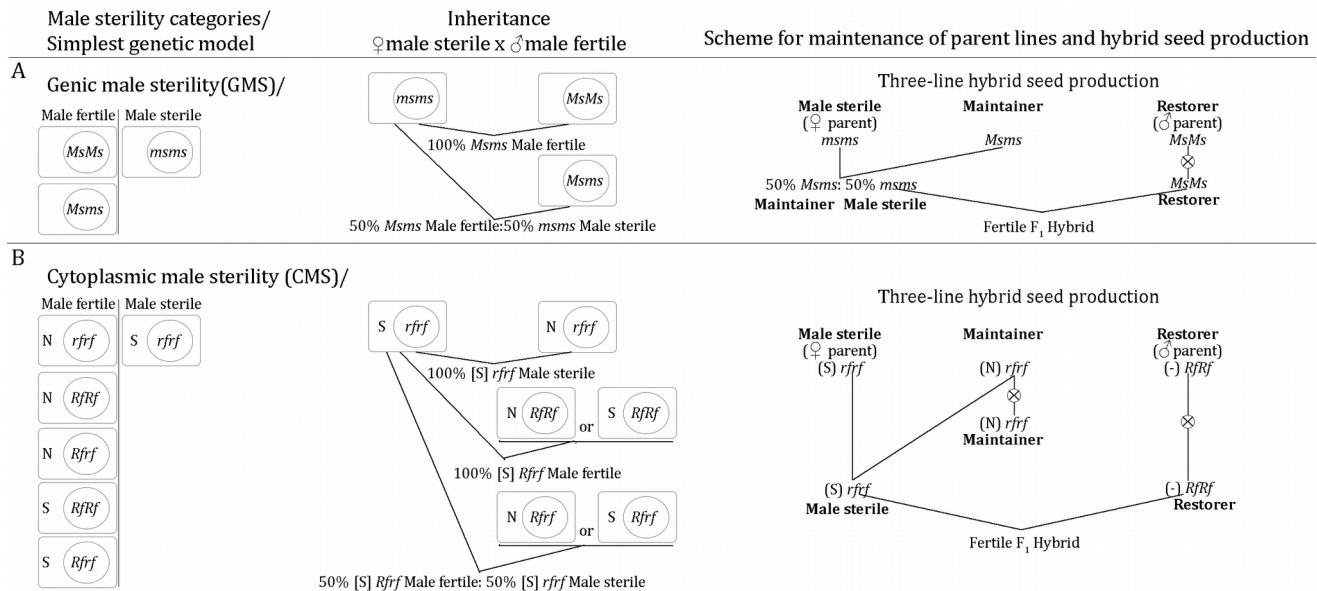 Male sterility categories/
Simplest genetic model
Inheritance
♀male sterile x ♂male fertile
Scheme for maintenance of parent lines and hybrid seed production
A
Genic male sterility(GMS)/
Male fertile
Male sterile
MsMs
msms
Msms
msms
MsMs
100% Msms Male fertile
Msms
50% Msms Male fertile:50% msms Male sterile
Three-line hybrid seed production
Male sterile
(♀ parent)
msms
Maintainer
Msms
Restorer
(♂ parent)
MsMs
50% Msms: 50% msms
Maintainer Male sterile
MsMs
Restorer
Fertile F₁ Hybrid
B
Cytoplasmic male sterility (CMS)/
Male fertile
Male sterile
N rfrf
S rfrf
N RfRf
N Rfrf
S RfRf
S Rfrf
S rfrf
N rfrf
100% [S] rfrf Male sterile
N RfRf or S RfRf
100% [S] Rfrf Male fertile
N Rfrf or S Rfrf
50% [S] Rfrf Male fertile: 50% [S] rfrf Male sterile
Three-line hybrid seed production
Male sterile
(♀ parent)
(S) rfrf
Maintainer
(N) rfrf
Restorer
(♂ parent)
(-) RfRf
(N) rfrf
Maintainer
(S) rfrf
Male sterile
(-) RfRf
Restorer
Fertile F₁ Hybrid